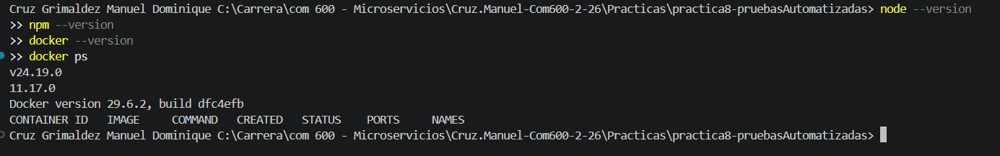 Cruz Grimaldez Manuel Dominique C:\Carrera\com 600 - Microservicios\Cruz.Manuel-Com600-2-26\Practicas\practica8-pruebasAutomatizadas> node --version
>> npm --version
>> docker --version
>> docker ps
v24.19.0
11.17.0
Docker version 29.6.2, build dfc4efb
CONTAINER ID   IMAGE     COMMAND   CREATED   STATUS    PORTS     NAMES
Cruz Grimaldez Manuel Dominique C:\Carrera\com 600 - Microservicios\Cruz.Manuel-Com600-2-26\Practicas\practica8-pruebasAutomatizadas>